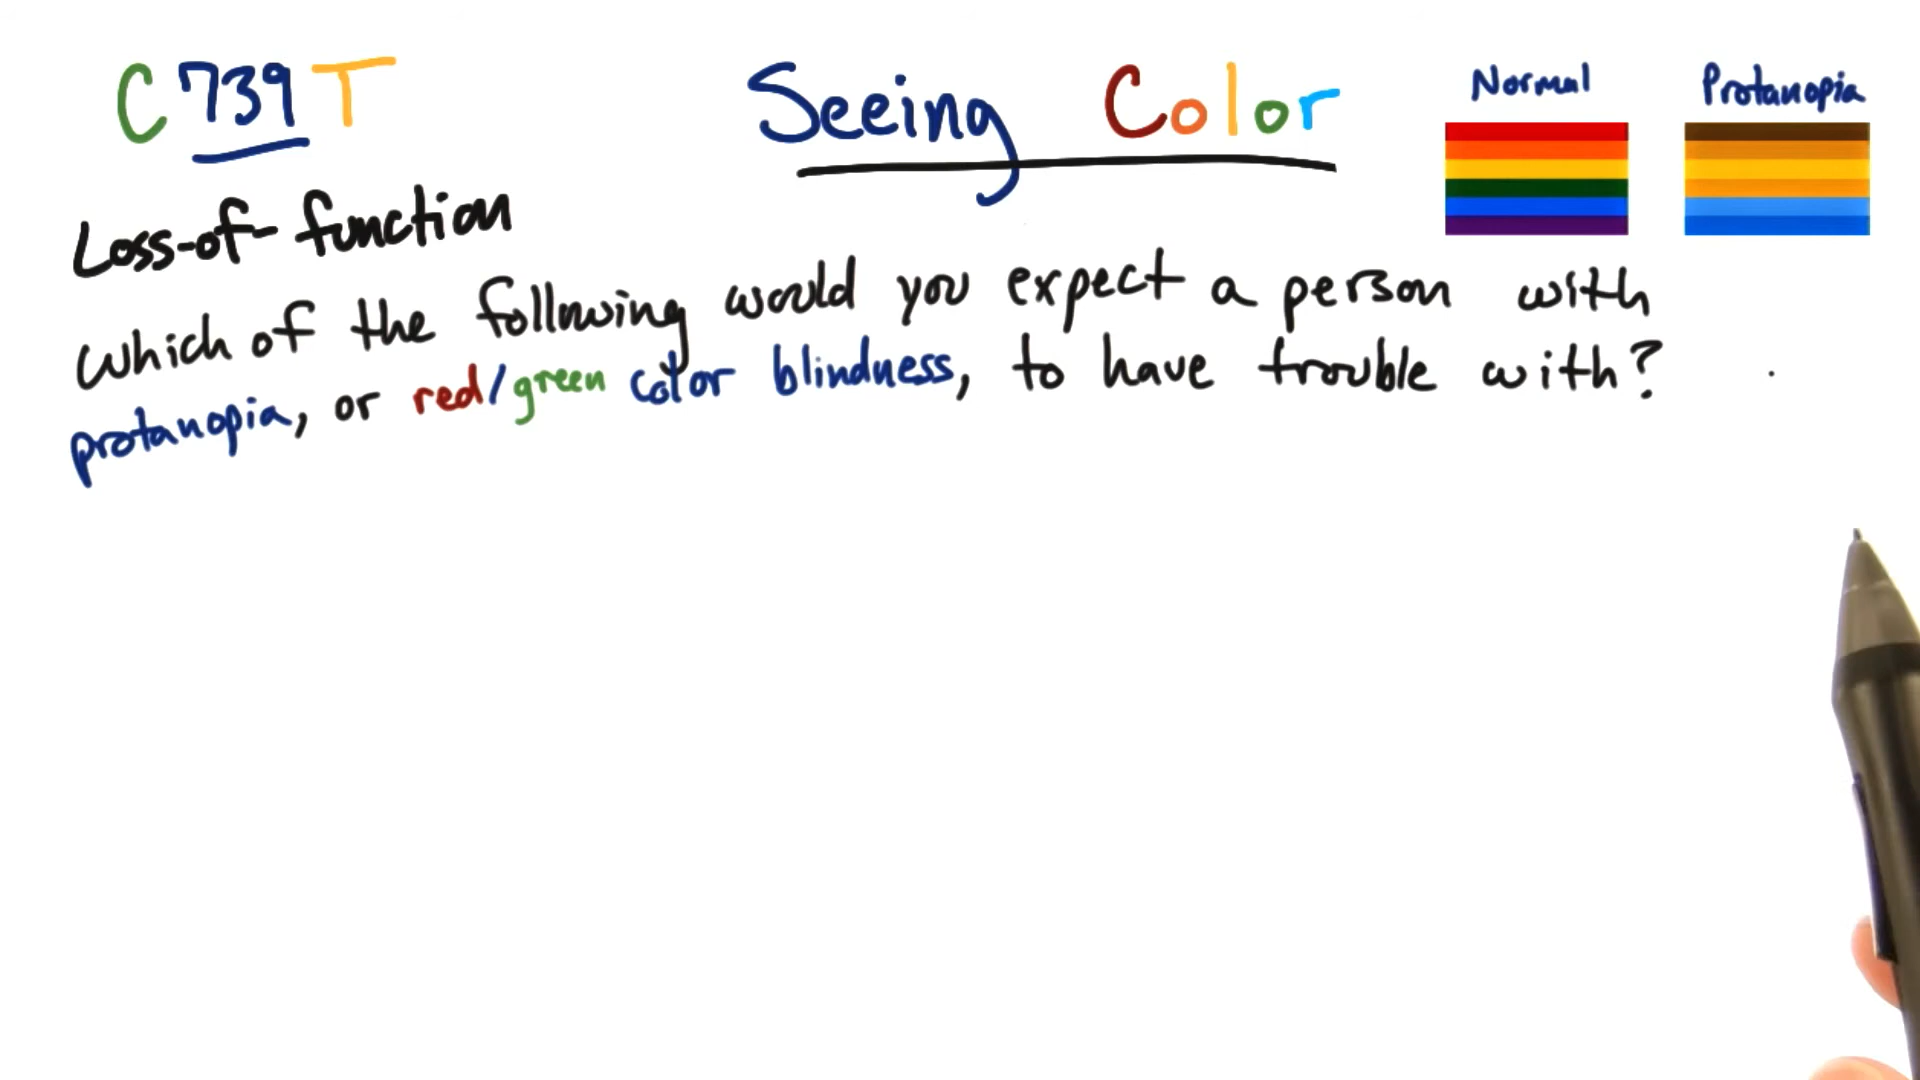 C739T
Seeing Color
Normal
Protanopia
Loss-of-function
Which of the following would you expect a person with
protanopia, or red/green color blindness, to have trouble with?